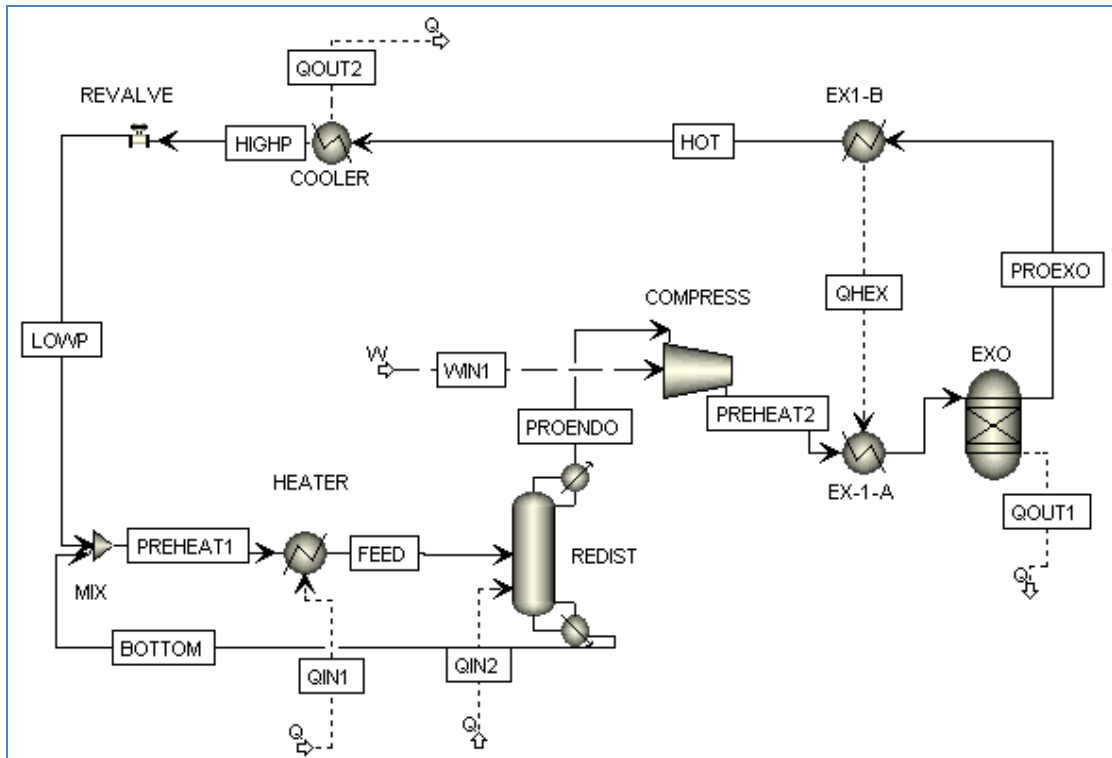 Q
QOUT2
REVALVE
EX1-B
HIGHP
HOT
COOLER
PROEXO
COMPRESS
QHEX
LOWP
EXO
W
WIN1
PREHEAT2
PROENDO
HEATER
EX-1-A
QOUT1
PREHEAT1
FEED
REDIST
Q
MIX
BOTTOM
QIN1
QIN2
Q
Q